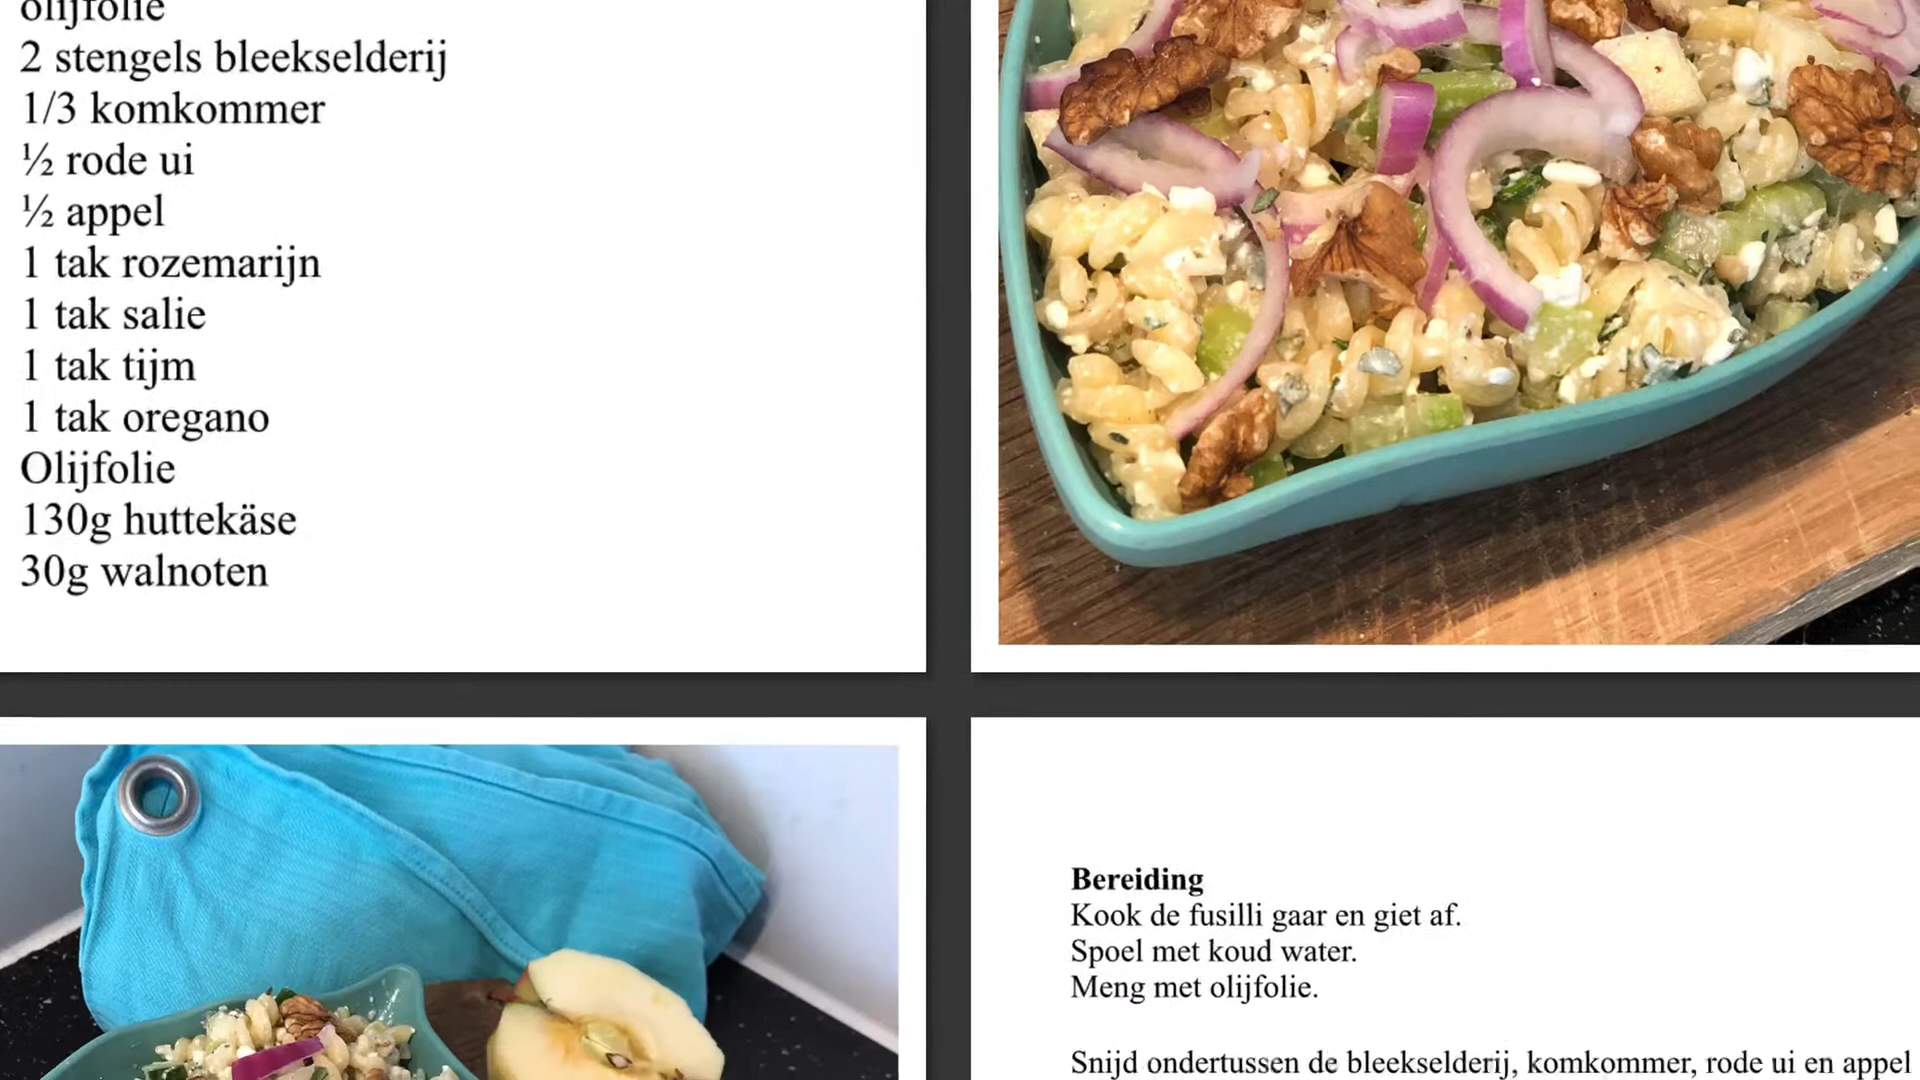 olijfolie
2 stengels bleekselderij
1/3 komkommer
½ rode ui
½ appel
1 tak rozemarijn
1 tak salie
1 tak tijm
1 tak oregano
Olijfolie
130g huttekäse
30g walnoten
Bereiding
Kook de fusilli gaar en giet af.
Spoel met koud water.
Meng met olijfolie.
Snijd ondertussen de bleekselderij, komkommer, rode ui en appel